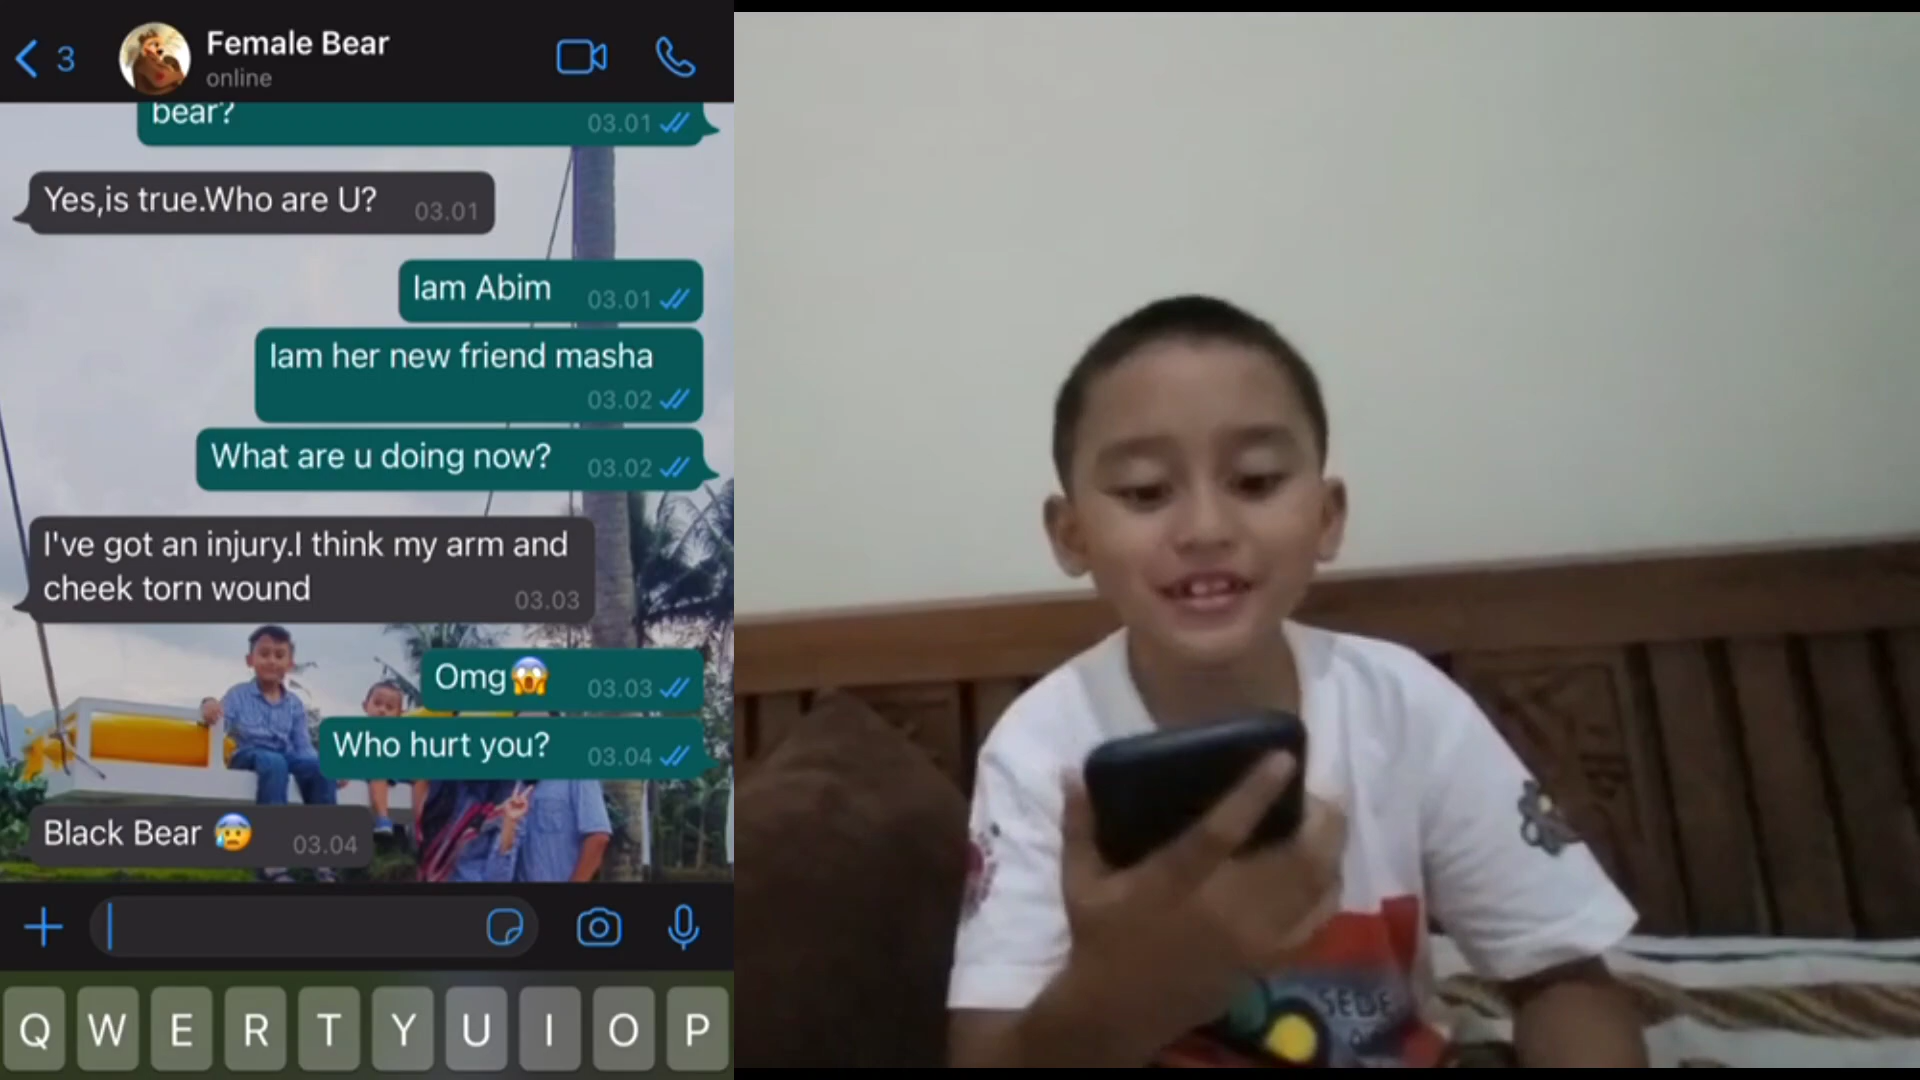 3
Female Bear
online
bear?
03.01
Yes,is true.Who are U?
03.01
Iam Abim
03.01
Iam her new friend masha
03.02
What are u doing now?
03.02
I've got an injury.I think my arm and
cheek torn wound
03.03
Omg😱
03.03
Who hurt you?
03.04
Black Bear 😰
03.04
Q W E R T Y U I O P